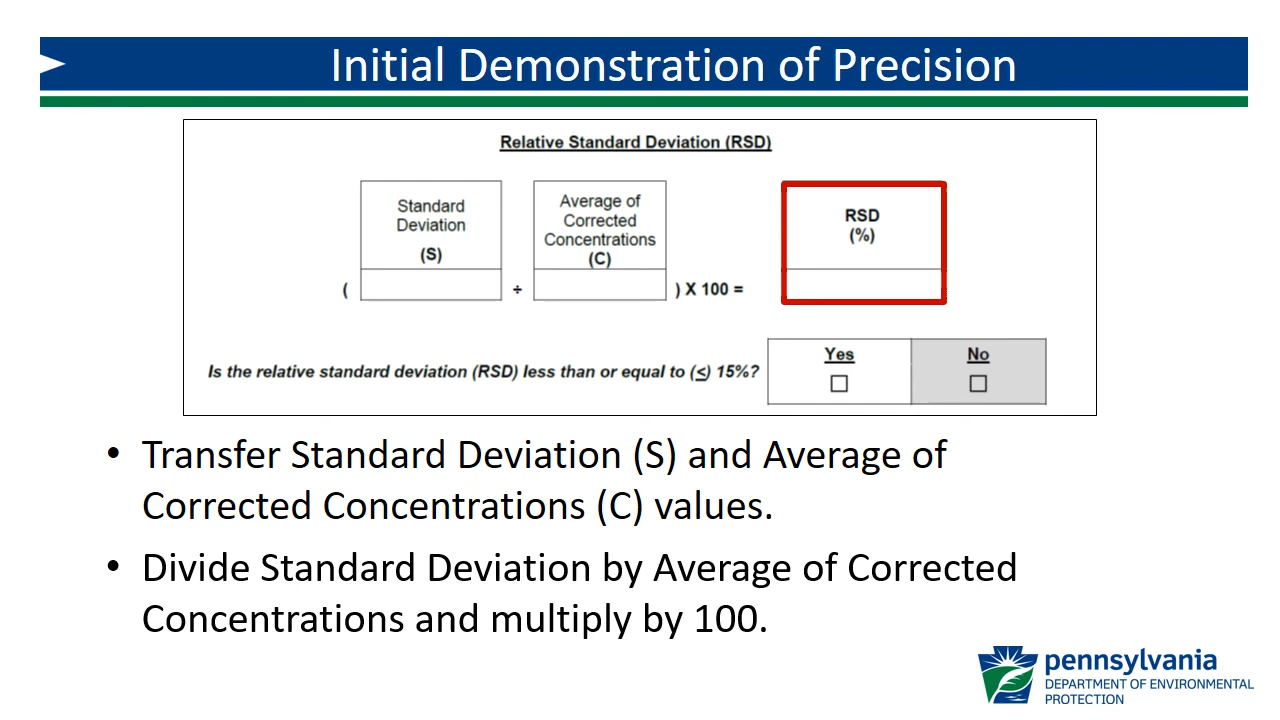 Initial Demonstration of Precision
Relative Standard Deviation (RSD)
Standard
Deviation
(S)
Average of
Corrected
Concentrations
(C)
RSD
(%)
( ÷ ) X 100 =
Is the relative standard deviation (RSD) less than or equal to (≤) 15%?
Yes No
☐ ☐
• Transfer Standard Deviation (S) and Average of
Corrected Concentrations (C) values.
• Divide Standard Deviation by Average of Corrected
Concentrations and multiply by 100.
pennsylvania
DEPARTMENT OF ENVIRONMENTAL
PROTECTION